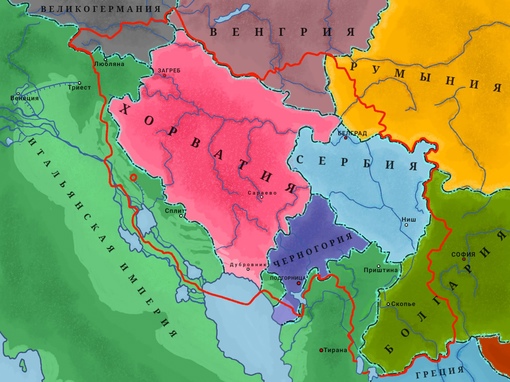 ВЕЛИКОГЕРМАНИЯ
ВЕНГРИЯ
РУМЫНИЯ
Любляна
ЗАГРЕБ
Триест
Венеция
ХОРВАТИЯ
БЕЛГРАД
СЕРБИЯ
ИТАЛЬЯНСКАЯ ИМПЕРИЯ
Сараево
Сплит
Ниш
ЧЕРНОГОРИЯ
СОФИЯ
Дубровник
Приштина
ПОДГОРИЦА
БОЛГАРИЯ
Скопье
Тирана
ГРЕЦИЯ